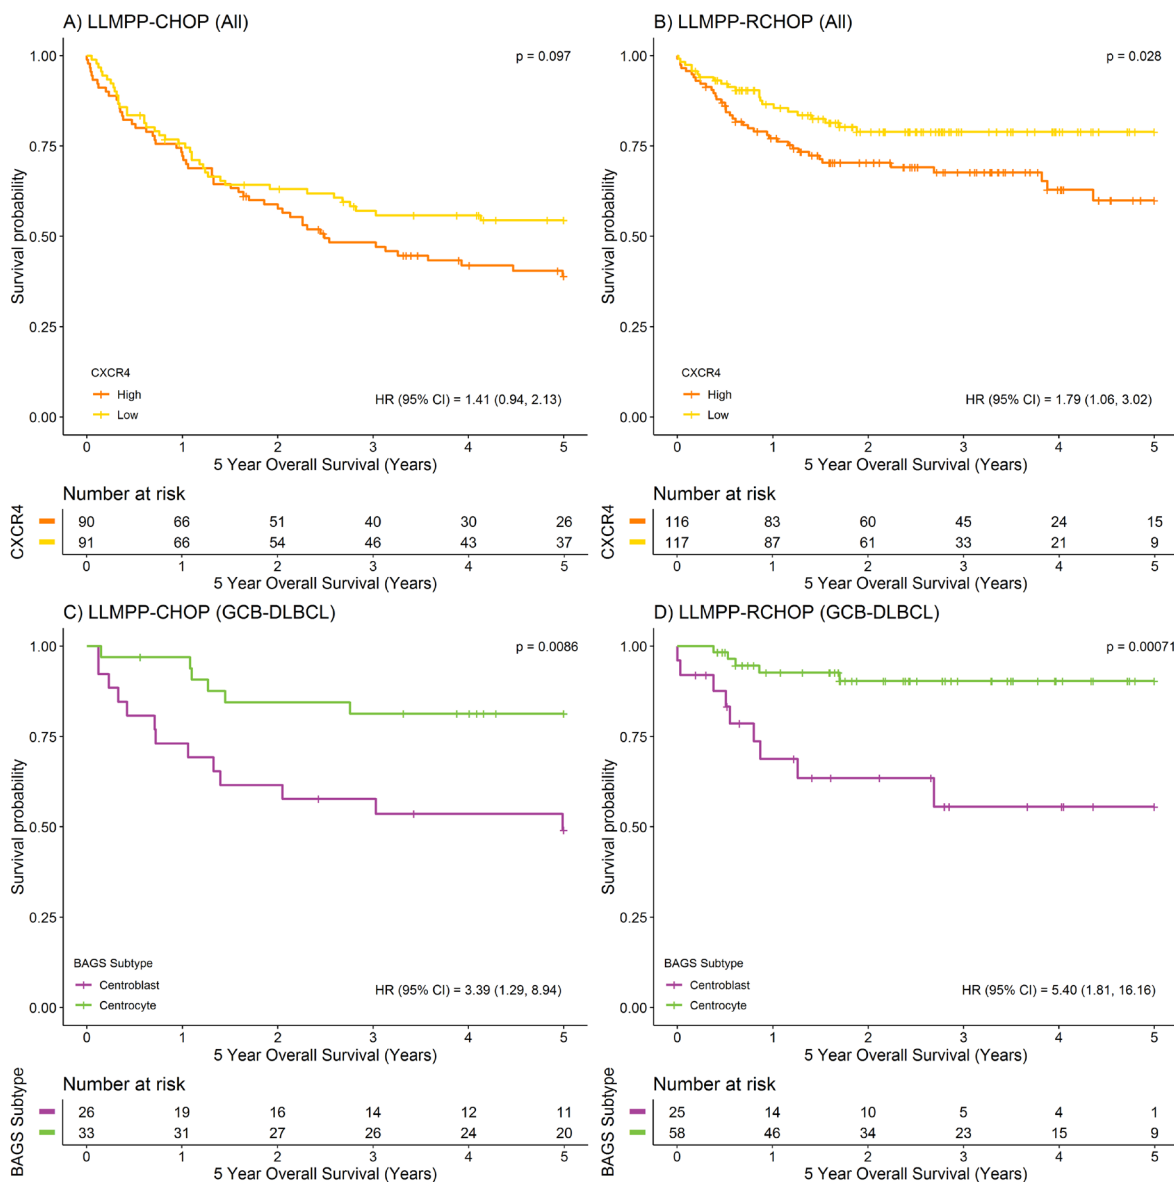 A) LLMPP-CHOP (All)
p = 0.097
1.00
0.75
0.50
0.25
0.00
Survival probability
CXCR4
High
Low
HR (95% CI) = 1.41 (0.94, 2.13)
0 1 2 3 4 5
5 Year Overall Survival (Years)
Number at risk
CXCR4
90 66 51 40 30 26
91 66 54 46 43 37
0 1 2 3 4 5
5 Year Overall Survival (Years)
B) LLMPP-RCHOP (All)
p = 0.028
1.00
0.75
0.50
0.25
0.00
Survival probability
CXCR4
High
Low
HR (95% CI) = 1.79 (1.06, 3.02)
0 1 2 3 4 5
5 Year Overall Survival (Years)
Number at risk
CXCR4
116 83 60 45 24 15
117 87 61 33 21 9
0 1 2 3 4 5
5 Year Overall Survival (Years)
C) LLMPP-CHOP (GCB-DLBCL)
p = 0.0086
1.00
0.75
0.50
0.25
0.00
Survival probability
BAGS Subtype
Centroblast
Centrocyte
HR (95% CI) = 3.39 (1.29, 8.94)
0 1 2 3 4 5
5 Year Overall Survival (Years)
Number at risk
BAGS Subtype
26 19 16 14 12 11
33 31 27 26 24 20
0 1 2 3 4 5
5 Year Overall Survival (Years)
D) LLMPP-RCHOP (GCB-DLBCL)
p = 0.00071
1.00
0.75
0.50
0.25
0.00
Survival probability
BAGS Subtype
Centroblast
Centrocyte
HR (95% CI) = 5.40 (1.81, 16.16)
0 1 2 3 4 5
5 Year Overall Survival (Years)
Number at risk
BAGS Subtype
25 14 10 5 4 1
58 46 34 23 15 9
0 1 2 3 4 5
5 Year Overall Survival (Years)